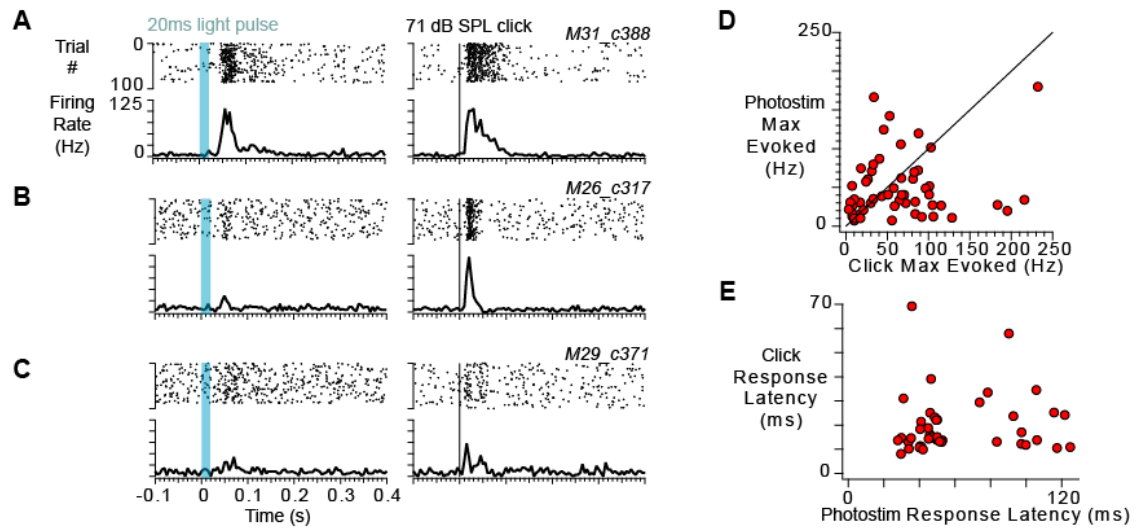 A
20ms light pulse
71 dB SPL click
M31_c388
Trial
#
0
100
Firing
Rate
(Hz)
125
0
B
M26_c317
C
M29_c371
-0.1 0 0.1 0.2 0.3 0.4
Time (s)
D
250
Photostim
Max
Evoked
(Hz)
0
0 50 100 150 200 250
Click Max Evoked (Hz)
E
70
Click
Response
Latency
(ms)
0
0 120
Photostim Response Latency (ms)